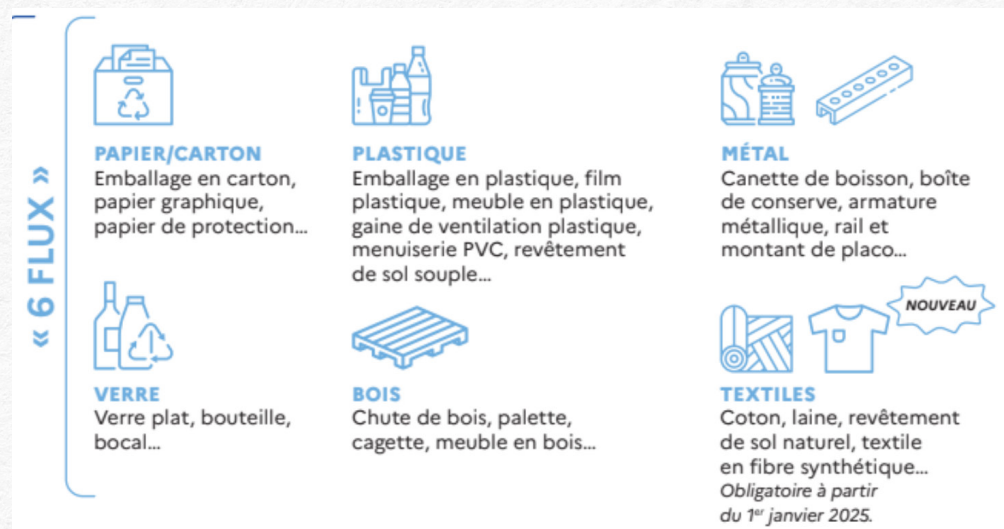 « 6 FLUX »
PAPIER/CARTON
Emballage en carton,
papier graphique,
papier de protection...
PLASTIQUE
Emballage en plastique, film
plastique, meuble en plastique,
gaine de ventilation plastique,
menuiserie PVC, revêtement
de sol souple...
MÉTAL
Canette de boisson, boîte
de conserve, armature
métallique, rail et
montant de placo...
VERRE
Verre plat, bouteille,
bocal...
BOIS
Chute de bois, palette,
cagette, meuble en bois...
NOUVEAU
TEXTILES
Coton, laine, revêtement
de sol naturel, textile
en fibre synthétique...
Obligatoire à partir
du 1er janvier 2025.